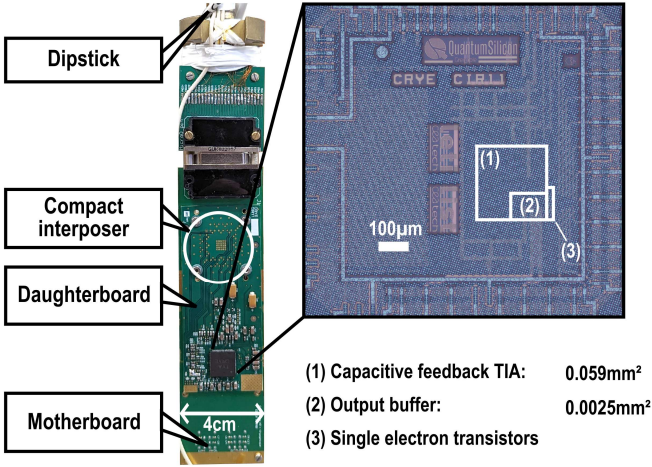 Dipstick
Compact
interposer
Daughterboard
Motherboard
4cm
QuantumSilicon
CRYE
(1)
(2)
(3)
100µm
(1) Capacitive feedback TIA: 0.059mm²
(2) Output buffer: 0.0025mm²
(3) Single electron transistors